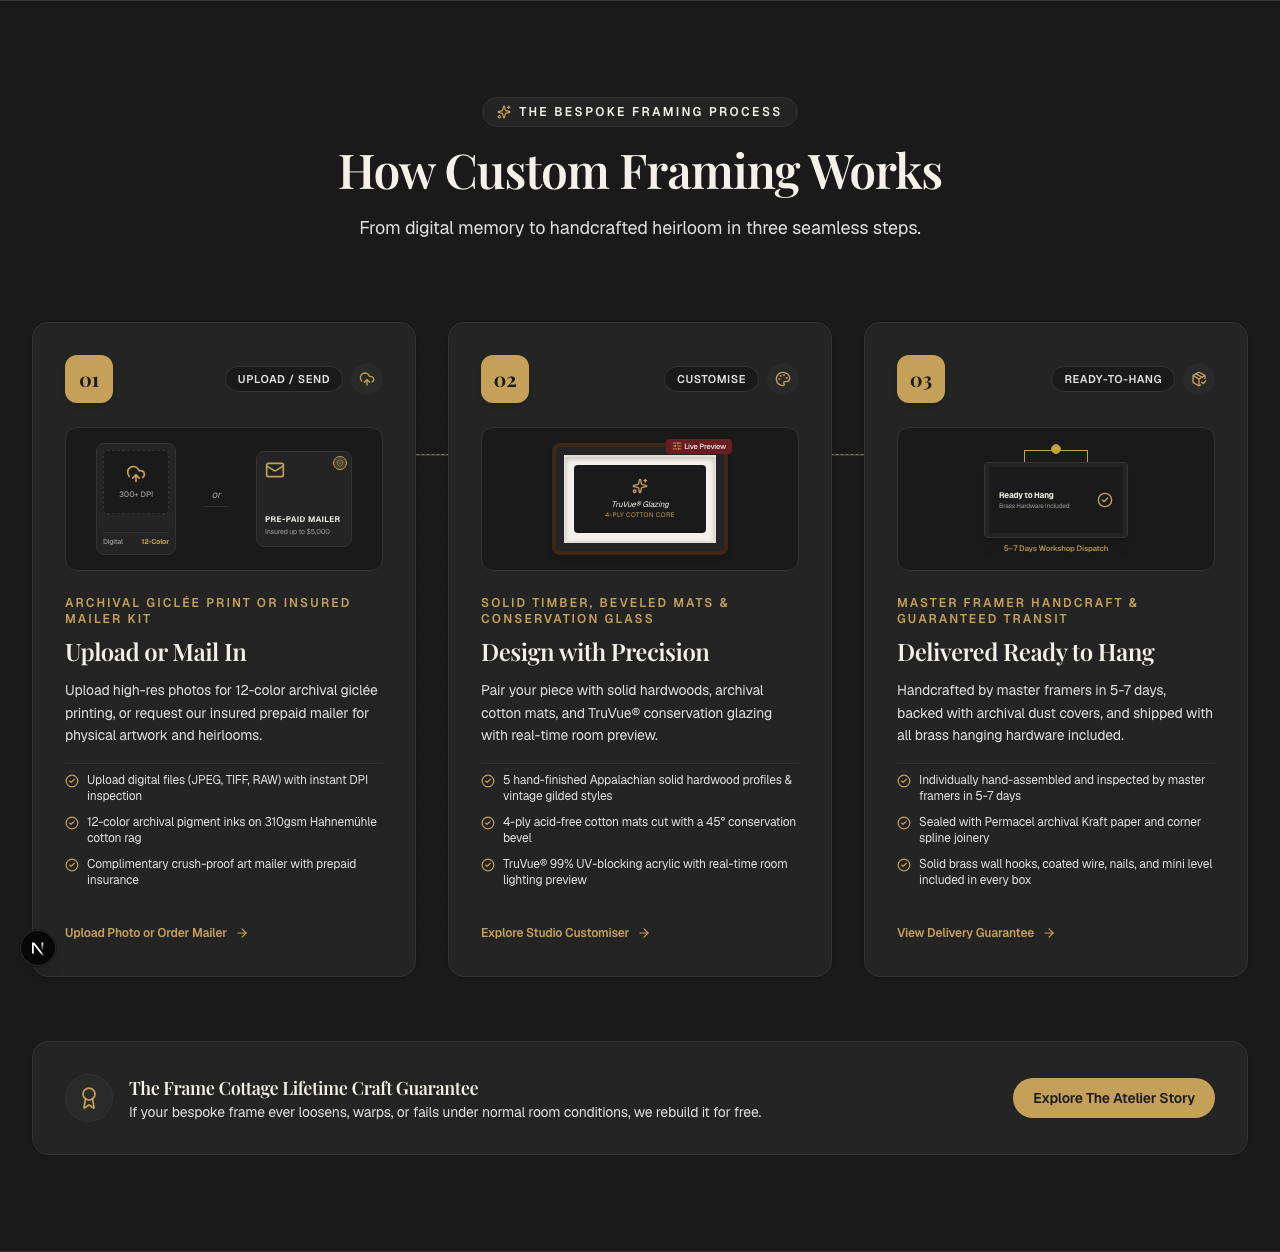 THE BESPOKE FRAMING PROCESS
How Custom Framing Works
From digital memory to handcrafted heirloom in three seamless steps.
01
UPLOAD / SEND
300+ DPI
Digital
12-Color
or
PRE-PAID MAILER
Insured up to $5,000
ARCHIVAL GICLÉE PRINT OR INSURED
MAILER KIT
Upload or Mail In
Upload high-res photos for 12-color archival giclée
printing, or request our insured prepaid mailer for
physical artwork and heirlooms.
Upload digital files (JPEG, TIFF, RAW) with instant DPI
inspection
12-color archival pigment inks on 310gsm Hahnemühle
cotton rag
Complimentary crush-proof art mailer with prepaid
insurance
Upload Photo or Order Mailer
02
CUSTOMISE
Live Preview
TruVue® Glazing
4-PLY COTTON CORE
SOLID TIMBER, BEVELED MATS &
CONSERVATION GLASS
Design with Precision
Pair your piece with solid hardwoods, archival
cotton mats, and TruVue® conservation glazing
with real-time room preview.
5 hand-finished Appalachian solid hardwood profiles &
vintage gilded styles
4-ply acid-free cotton mats cut with a 45° conservation
bevel
TruVue® 99% UV-blocking acrylic with real-time room
lighting preview
Explore Studio Customiser
03
READY-TO-HANG
Ready to Hang
Brass Hardware Included
5–7 Days Workshop Dispatch
MASTER FRAMER HANDCRAFT &
GUARANTEED TRANSIT
Delivered Ready to Hang
Handcrafted by master framers in 5-7 days,
backed with archival dust covers, and shipped with
all brass hanging hardware included.
Individually hand-assembled and inspected by master
framers in 5-7 days
Sealed with Permacel archival Kraft paper and corner
spline joinery
Solid brass wall hooks, coated wire, nails, and mini level
included in every box
View Delivery Guarantee
N
The Frame Cottage Lifetime Craft Guarantee
If your bespoke frame ever loosens, warps, or fails under normal room conditions, we rebuild it for free.
Explore The Atelier Story